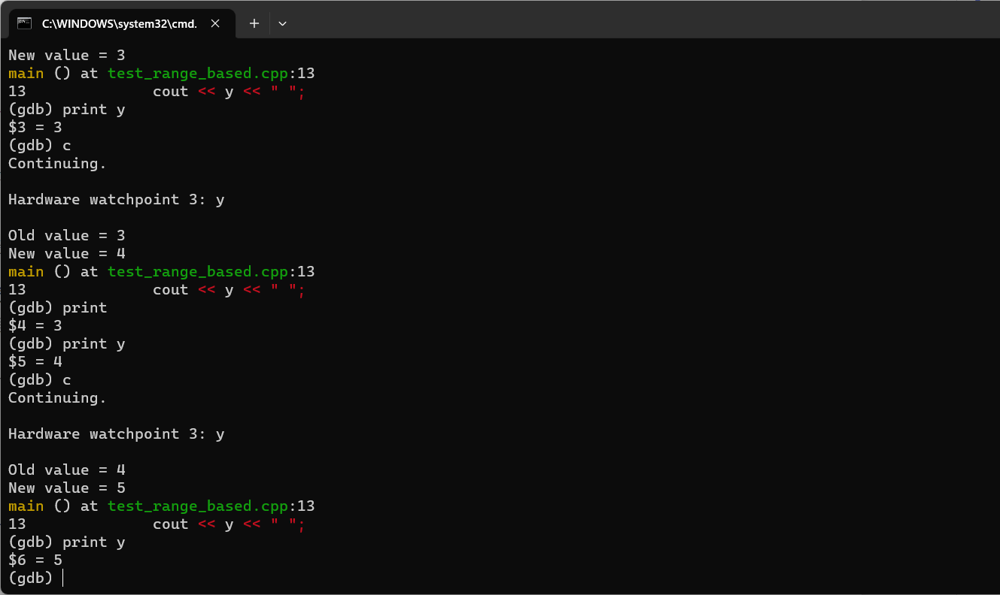 C:\WINDOWS\system32\cmd.
New value = 3
main () at test_range_based.cpp:13
13              cout << y << " ";
(gdb) print y
$3 = 3
(gdb) c
Continuing.

Hardware watchpoint 3: y

Old value = 3
New value = 4
main () at test_range_based.cpp:13
13              cout << y << " ";
(gdb) print
$4 = 3
(gdb) print y
$5 = 4
(gdb) c
Continuing.

Hardware watchpoint 3: y

Old value = 4
New value = 5
main () at test_range_based.cpp:13
13              cout << y << " ";
(gdb) print y
$6 = 5
(gdb)